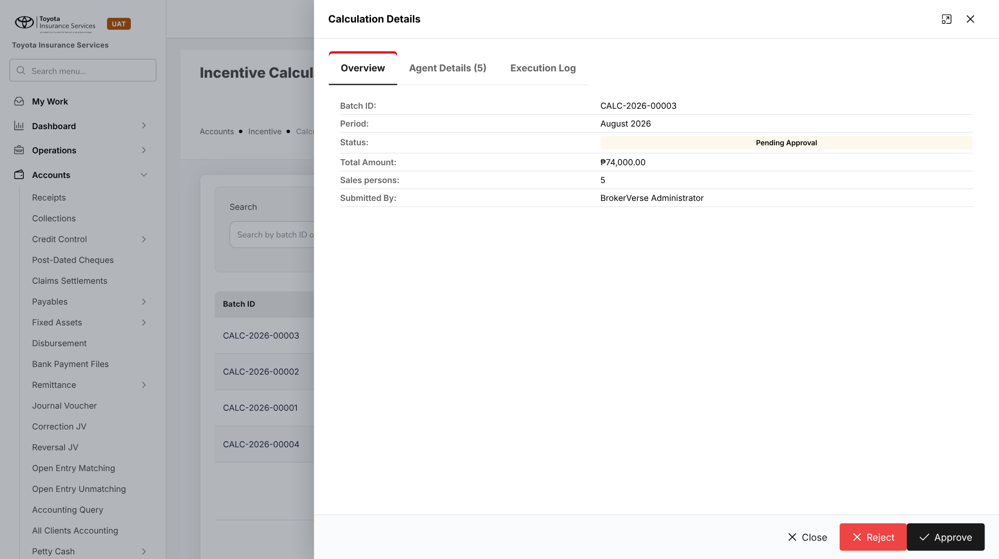 Toyota
Insurance Services
UAT
Toyota Insurance Services
Search menu...
My Work
Dashboard
Operations
Accounts
Receipts
Collections
Credit Control
Post-Dated Cheques
Claims Settlements
Payables
Fixed Assets
Disbursement
Bank Payment Files
Remittance
Journal Voucher
Correction JV
Reversal JV
Open Entry Matching
Open Entry Unmatching
Accounting Query
All Clients Accounting
Petty Cash
Incentive Calcul
Accounts • Incentive • Calcu
Search
Search by batch ID o
Batch ID
CALC-2026-00003
CALC-2026-00002
CALC-2026-00001
CALC-2026-00004
Calculation Details
Overview
Agent Details (5)
Execution Log
Batch ID: CALC-2026-00003
Period: August 2026
Status: Pending Approval
Total Amount: ₱74,000.00
Sales persons: 5
Submitted By: BrokerVerse Administrator
Close
Reject
Approve